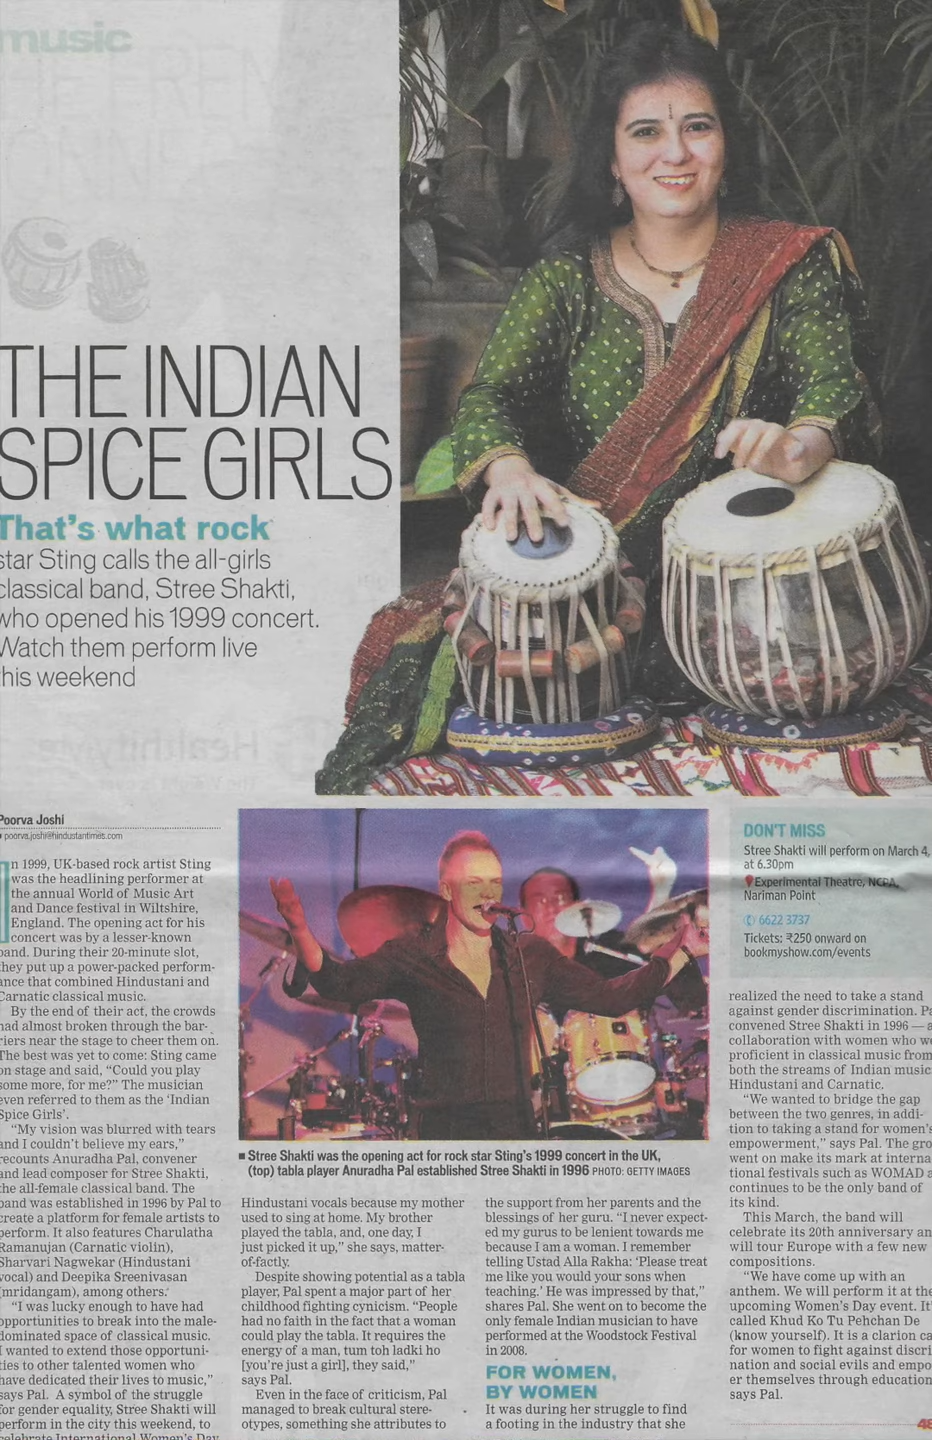 music
THE INDIAN
SPICE GIRLS
That's what rock
star Sting calls the all-girls
classical band, Stree Shakti,
who opened his 1999 concert.
Watch them perform live
this weekend
Poorva Joshi
poorva.joshi@hindustantimes.com
In 1999, UK-based rock artist Sting
was the headlining performer at
the annual World of Music Art
and Dance festival in Wiltshire,
England. The opening act for his
concert was by a lesser-known
band. During their 20-minute slot,
they put up a power-packed perform-
ance that combined Hindustani and
Carnatic classical music.
By the end of their act, the crowds
had almost broken through the bar-
riers near the stage to cheer them on.
The best was yet to come: Sting came
on stage and said, “Could you play
some more, for me?” The musician
even referred to them as the ‘Indian
Spice Girls’.
“My vision was blurred with tears
and I couldn’t believe my ears,”
recounts Anuradha Pal, convener
and lead composer for Stree Shakti,
the all-female classical band. The
band was established in 1996 by Pal to
create a platform for female artists to
perform. It also features Charulatha
Ramanujan (Carnatic violin),
Sharvari Nagwekar (Hindustani
vocal) and Deepika Sreenivasan
(mridangam), among others.
“I was lucky enough to have had
opportunities to break into the male-
dominated space of classical music.
I wanted to extend those opportuni-
ties to other talented women who
have dedicated their lives to music,”
says Pal. A symbol of the struggle
for gender equality, Stree Shakti will
perform in the city this weekend, to
celebrate International Women’s Day
■ Stree Shakti was the opening act for rock star Sting’s 1999 concert in the UK,
(top) tabla player Anuradha Pal established Stree Shakti in 1996 PHOTO: GETTY IMAGES
Hindustani vocals because my mother
used to sing at home. My brother
played the tabla, and, one day, I
just picked it up,” she says, matter-
of-factly.
Despite showing potential as a tabla
player, Pal spent a major part of her
childhood fighting cynicism. “People
had no faith in the fact that a woman
could play the tabla. It requires the
energy of a man, tum toh ladki ho
[you’re just a girl], they said,”
says Pal.
Even in the face of criticism, Pal
managed to break cultural stere-
otypes, something she attributes to
the support from her parents and the
blessings of her guru. “I never expect-
ed my gurus to be lenient towards me
because I am a woman. I remember
telling Ustad Alla Rakha: ‘Please treat
me like you would your sons when
teaching.’ He was impressed by that,”
shares Pal. She went on to become the
only female Indian musician to have
performed at the Woodstock Festival
in 2008.
FOR WOMEN,
BY WOMEN
It was during her struggle to find
a footing in the industry that she
DON'T MISS
Stree Shakti will perform on March 4,
at 6.30pm
Experimental Theatre, NCPA,
Nariman Point
6622 3737
Tickets: ₹250 onward on
bookmyshow.com/events
realized the need to take a stand
against gender discrimination.
convened Stree Shakti in 1996 — a
collaboration with women who
proficient in classical music from
both the streams of Indian music
Hindustani and Carnatic.
“We wanted to bridge the gap
between the two genres, in addi-
tion to taking a stand for women’s
empowerment,” says Pal. The
went on make its mark at interna
tional festivals such as WOMAD
continues to be the only band of
its kind.
This March, the band will
celebrate its 20th anniversary
will tour Europe with a few new
compositions.
“We have come up with an
anthem. We will perform it at the
upcoming Women’s Day event.
called Khud Ko Tu Pehchan De
(know yourself). It is a clarion
for women to fight against
nation and social evils and
er themselves through education
says Pal.